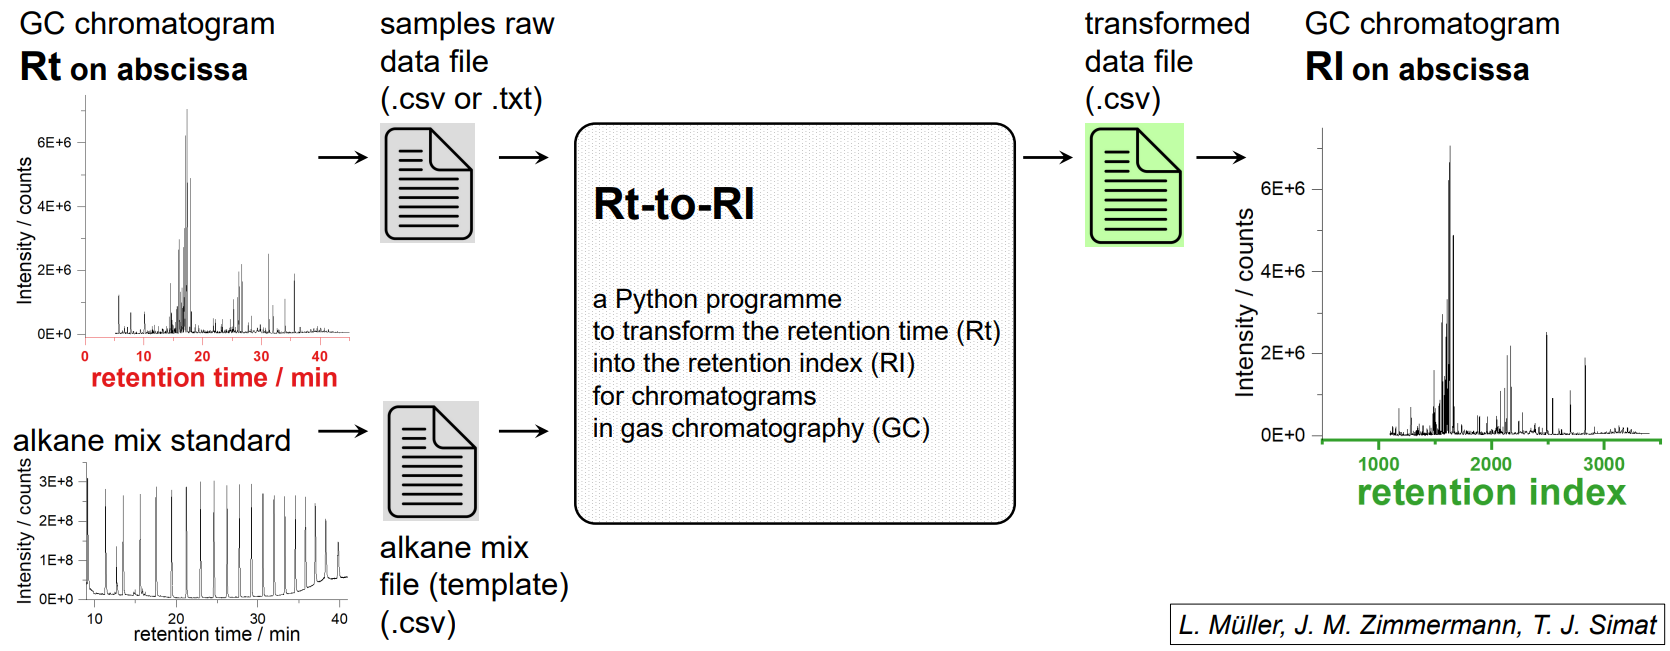 GC chromatogram
Rt on abscissa
Intensity / counts
6E+6
4E+6
2E+6
0E+0
0 10 20 30 40
retention time / min
alkane mix standard
Intensity / counts
3E+8
2E+8
1E+8
0E+0
10 20 30 40
retention time / min
samples raw
data file
(.csv or .txt)
alkane mix
file (template)
(.csv)
Rt-to-RI
a Python programme
to transform the retention time (Rt)
into the retention index (RI)
for chromatograms
in gas chromatography (GC)
transformed
data file
(.csv)
GC chromatogram
RI on abscissa
Intensity / counts
6E+6
4E+6
2E+6
0E+0
1000 2000 3000
retention index
L. Müller, J. M. Zimmermann, T. J. Simat